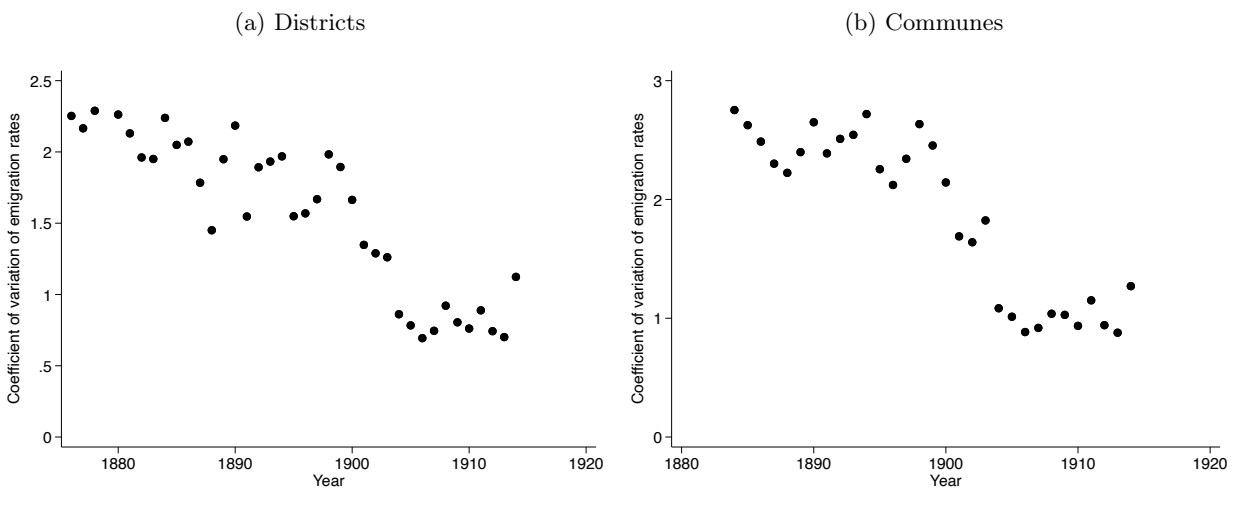 (a) Districts
Coefficient of variation of emigration rates
2.5
2
1.5
1
.5
0
1880 1890 1900 1910 1920
Year
(b) Communes
Coefficient of variation of emigration rates
3
2
1
0
1880 1890 1900 1910 1920
Year